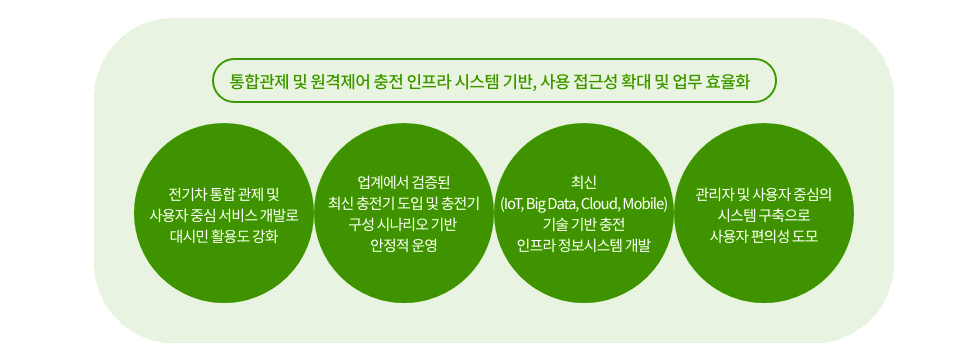 통합관제 및 원격제어 충전 인프라 시스템 기반, 사용 접근성 확대 및 업무 효율화
전기차 통합 관제 및
사용자 중심 서비스 개발로
대시민 활용도 강화
업계에서 검증된
최신 충전기 도입 및 충전기
구성 시나리오 기반
안정적 운영
최신
(IoT, Big Data, Cloud, Mobile)
기술 기반 충전
인프라 정보시스템 개발
관리자 및 사용자 중심의
시스템 구축으로
사용자 편의성 도모